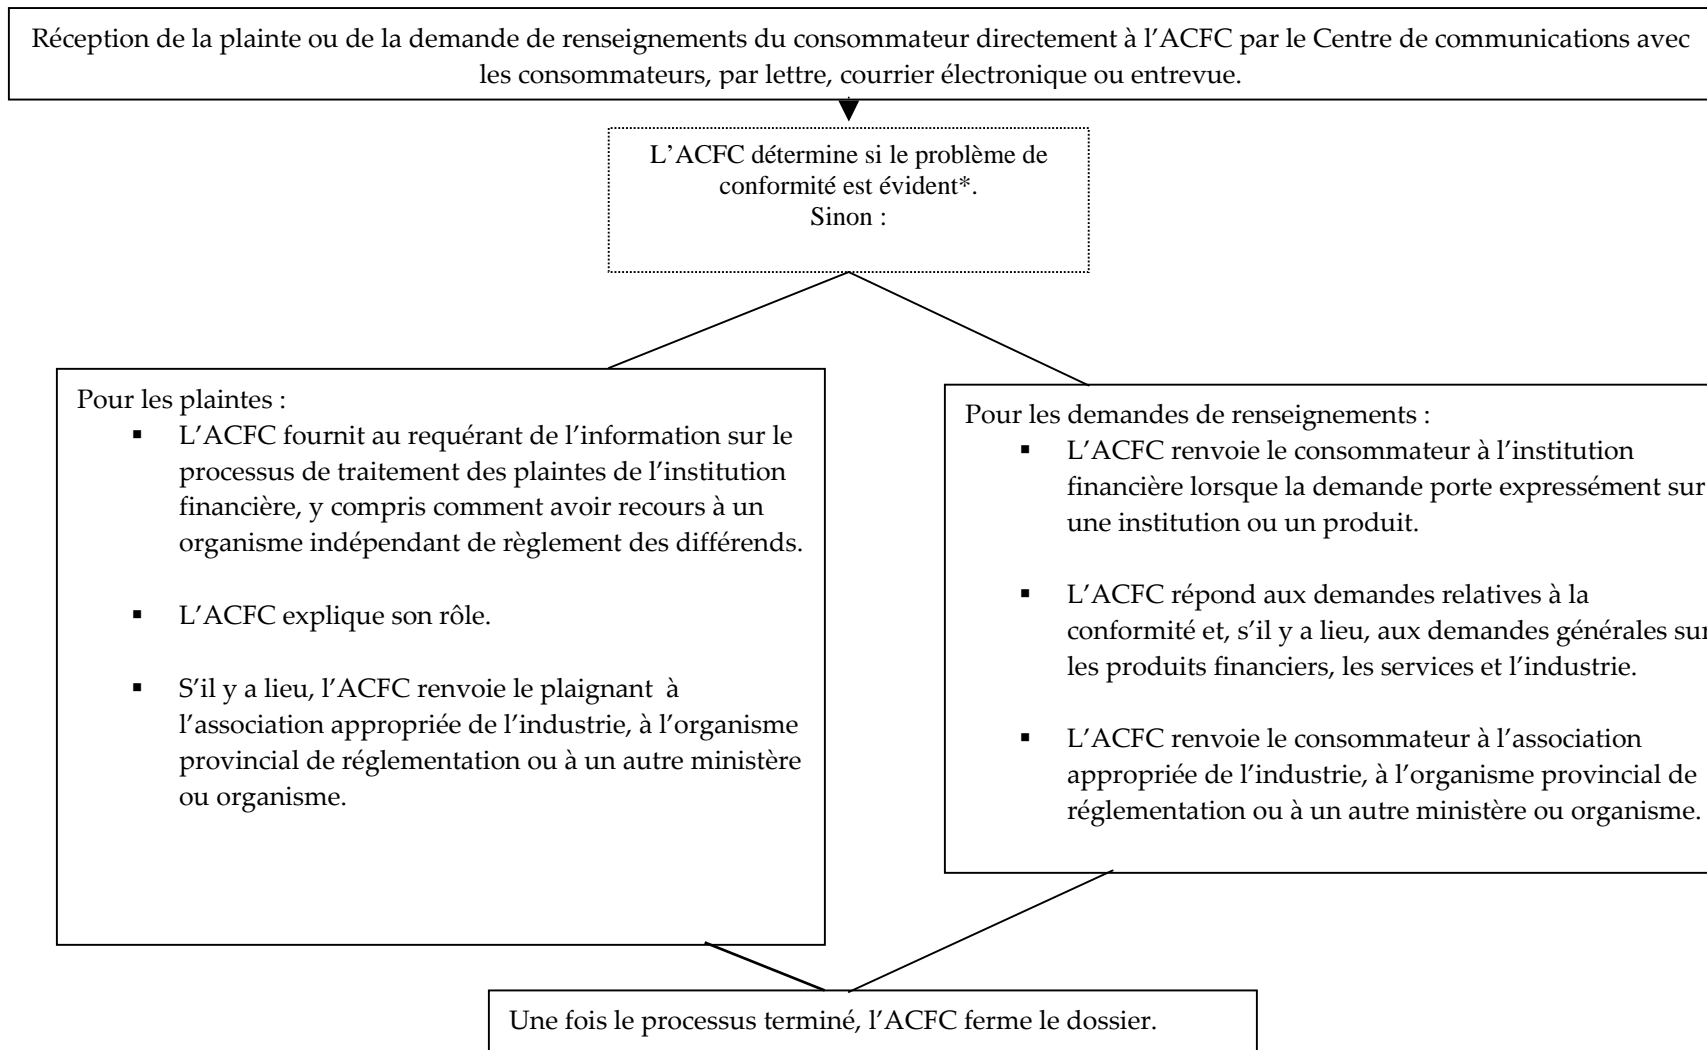 Réception de la plainte ou de la demande de renseignements du consommateur directement à l’ACFC par le Centre de communications avec
les consommateurs, par lettre, courrier électronique ou entrevue.
L’ACFC détermine si le problème de
conformité est évident*.
Sinon :
Pour les plaintes :
▪ L’ACFC fournit au requérant de l’information sur le
processus de traitement des plaintes de l’institution
financière, y compris comment avoir recours à un
organisme indépendant de règlement des différends.
▪ L’ACFC explique son rôle.
▪ S’il y a lieu, l’ACFC renvoie le plaignant à
l’association appropriée de l’industrie, à l’organisme
provincial de réglementation ou à un autre ministère
ou organisme.
Pour les demandes de renseignements :
▪ L’ACFC renvoie le consommateur à l’institution
financière lorsque la demande porte expressément sur
une institution ou un produit.
▪ L’ACFC répond aux demandes relatives à la
conformité et, s’il y a lieu, aux demandes générales sur
les produits financiers, les services et l’industrie.
▪ L’ACFC renvoie le consommateur à l’association
appropriée de l’industrie, à l’organisme provincial de
réglementation ou à un autre ministère ou organisme.
Une fois le processus terminé, l’ACFC ferme le dossier.